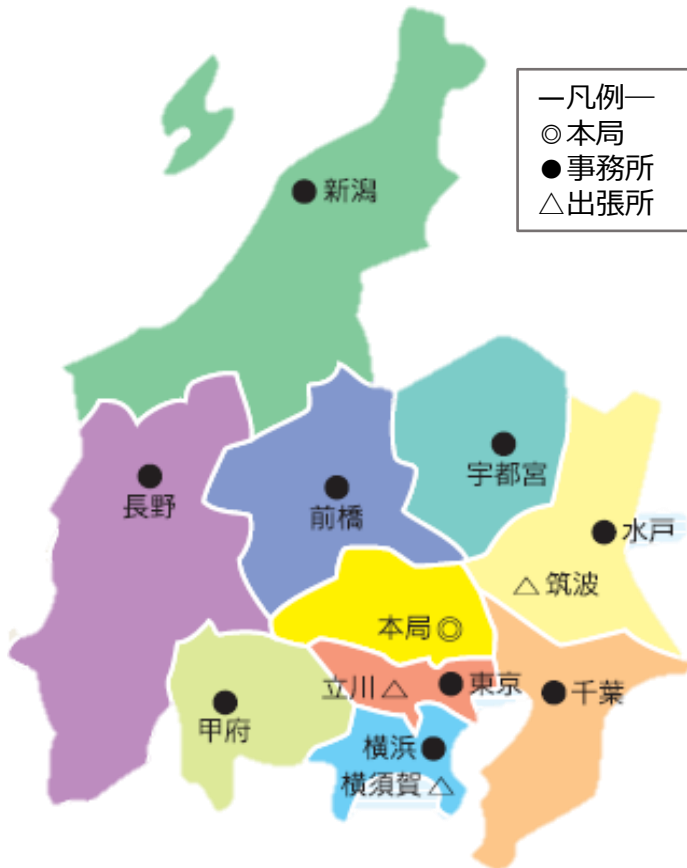 ―凡例―
◎本局
●事務所
△出張所
●新潟
●
長野
●
前橋
●
宇都宮
●水戸
△筑波
本局◎
立川△
●東京
●千葉
●
甲府
横浜●
横須賀△